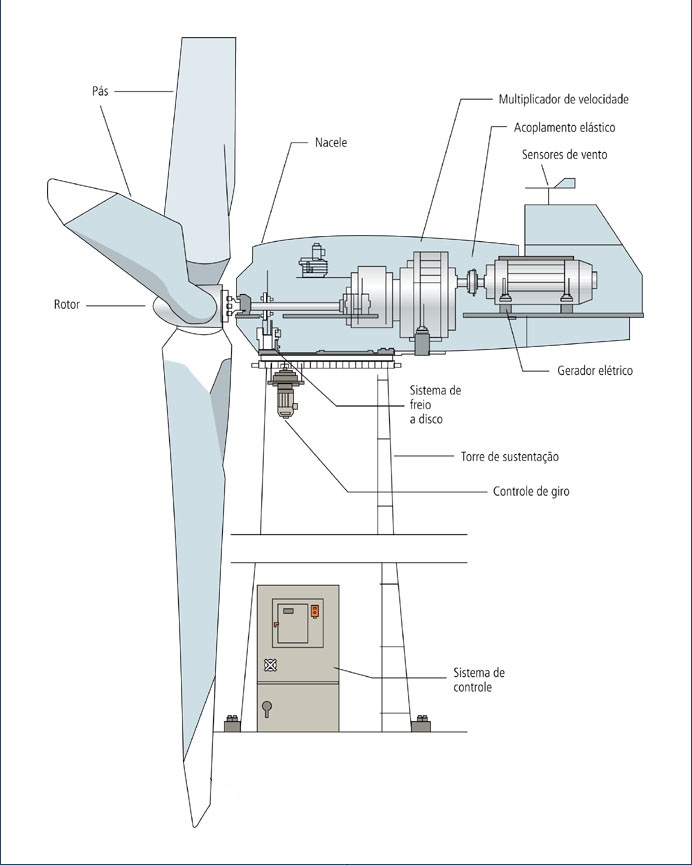 Pás
Multiplicador de velocidade
Acoplamento elástico
Nacele
Sensores de vento
Rotor
Gerador elétrico
Sistema de
freio
a disco
Torre de sustentação
Controle de giro
Sistema de
controle